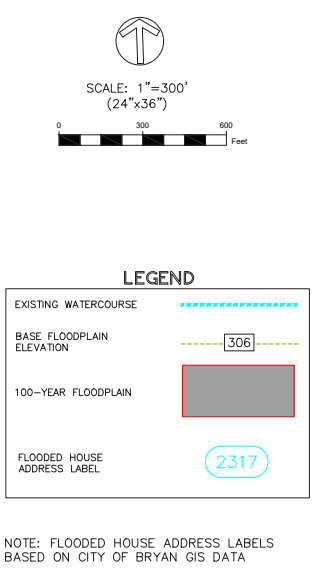 SCALE: 1"=300'
(24"x36")
0 300 600
Feet
LEGEND
EXISTING WATERCOURSE
BASE FLOODPLAIN
ELEVATION
306
100-YEAR FLOODPLAIN
FLOODED HOUSE
ADDRESS LABEL
2317
NOTE: FLOODED HOUSE ADDRESS LABELS
BASED ON CITY OF BRYAN GIS DATA